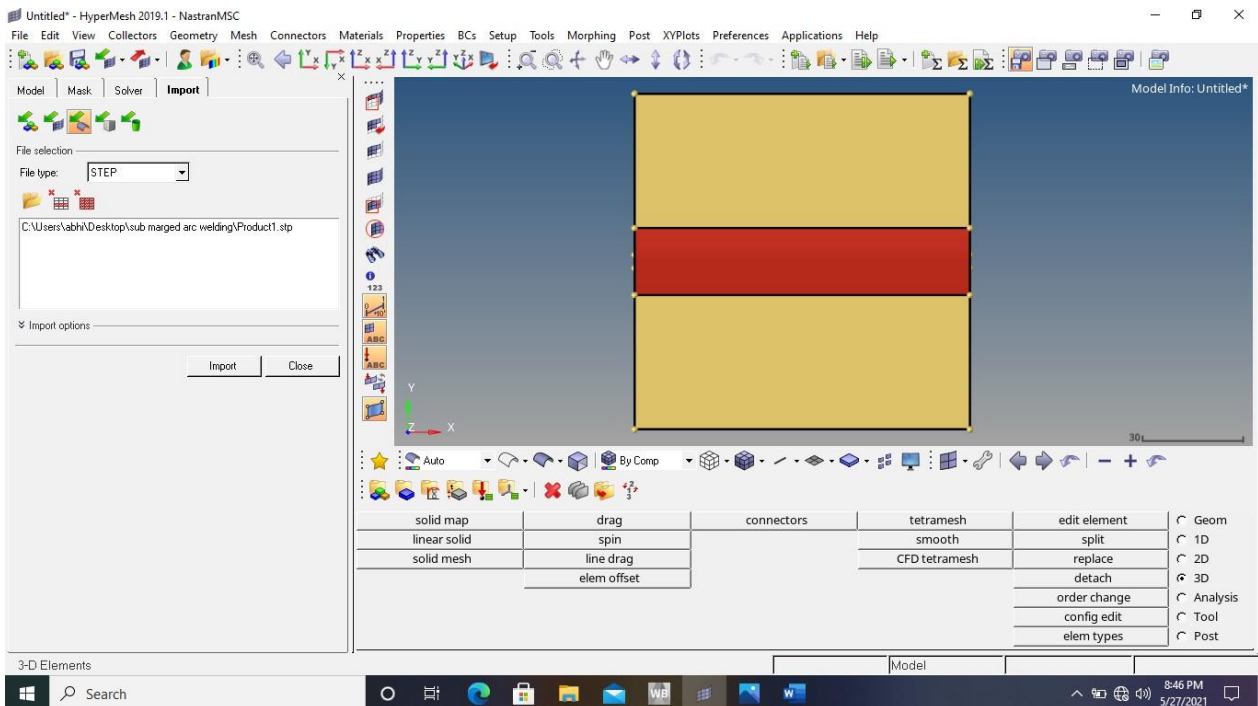 Untitled* - HyperMesh 2019.1 - NastranMSC
File Edit View Collectors Geometry Mesh Connectors Materials Properties BCs Setup Tools Morphing Post XYPlots Preferences Applications Help
Model Mask Solver Import
Model Info: Untitled*
File selection
File type: STEP
C:\Users\abhi\Desktop\sub marged arc welding\Product1.stp
Import options
Import Close
123
ABC
ABC
Y
Z X
30
Auto By Comp
solid map drag connectors tetramesh edit element Geom
linear solid spin smooth split 1D
solid mesh line drag CFD tetramesh replace 2D
elem offset detach 3D
order change Analysis
config edit Tool
elem types Post
3-D Elements Model
Search WB W 8:46 PM
5/27/2021